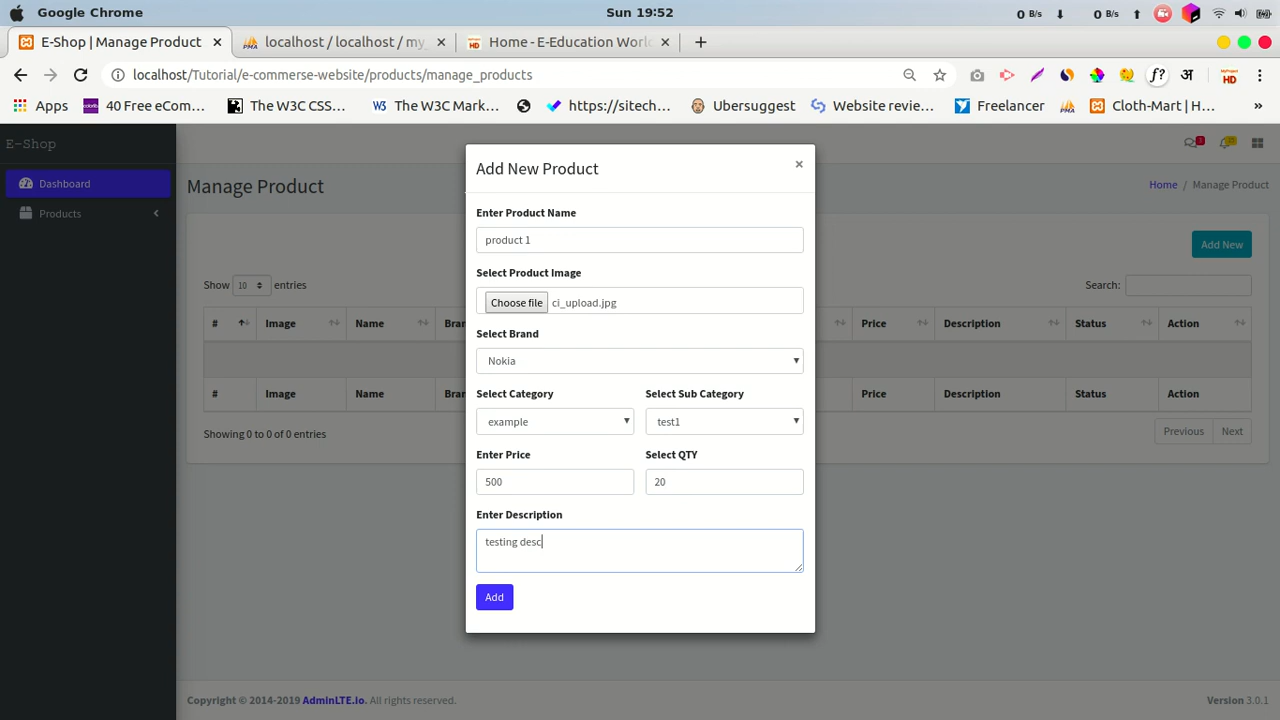 Google Chrome
Sun 19:52
0 B/s 0 B/s
E-Shop | Manage Product
localhost / localhost / my_
Home - E-Education World
localhost/Tutorial/e-commerse-website/products/manage_products
f? अ
Apps 40 Free eCom... The W3C CSS... The W3C Mark... https://sitech... Ubersuggest Website revie... Freelancer Cloth-Mart | H... »
E-Shop
Dashboard
Products
Manage Product
Home / Manage Product
Add New
Show 10 entries
Search:
# Image Name Bran Price Description Status Action
# Image Name Bran Price Description Status Action
Showing 0 to 0 of 0 entries
Previous Next
Add New Product ×
Enter Product Name
product 1
Select Product Image
Choose file ci_upload.jpg
Select Brand
Nokia
Select Category Select Sub Category
example test1
Enter Price Select QTY
500 20
Enter Description
testing desc
Add
Copyright © 2014-2019 AdminLTE.io. All rights reserved.
Version 3.0.1